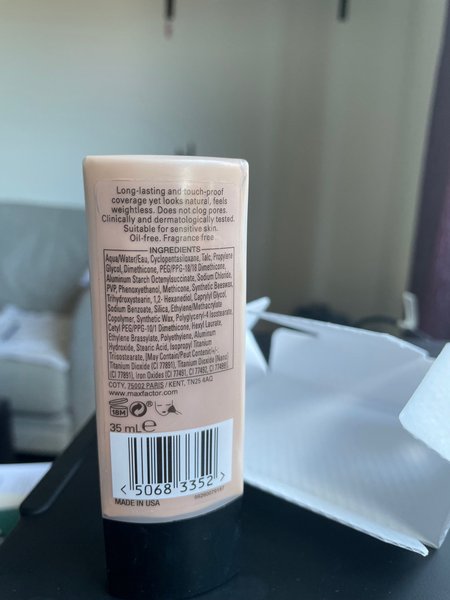 Long-lasting and touch-proof
coverage yet looks natural, feels
weightless. Does not clog pores.
Clinically and dermatologically tested.
Suitable for sensitive skin.
Oil-free. Fragrance free
INGREDIENTS
Aqua/Water/Eau, Cyclopentasiloxane, Talc, Propylene
Glycol, Dimethicone, PEG/PPG-18/18 Dimethicone,
Aluminum Starch Octenylsuccinate, Sodium Chloride,
PVP, Phenoxyethanol, Methicone, Synthetic Beeswax,
Trihydroxystearin, 1,2- Hexanediol, Caprylyl Glycol,
Sodium Benzoate, Silica, Ethylene/Methacrylate
Copolymer, Synthetic Wax, Polyglyceryl-4 Isostearate,
Cetyl PEG/PPG-10/1 Dimethicone, Hexyl Laurate,
Ethylene Brassylate, Polyethylene, Aluminum
Hydroxide, Stearic Acid, Isopropyl Titanium
Triisostearate, [May Contain/Peut Contenir/+/-:
Titanium Dioxide (CI 77891), Titanium Dioxide (Nano)
(CI 77891), Iron Oxides (CI 77491, CI 77492, CI 77499)]
COTY, 75002 PARIS / KENT, TN25 4AQ
www.maxfactor.com
18M
35 mL e
< 5068 3352 >
MADE IN USA